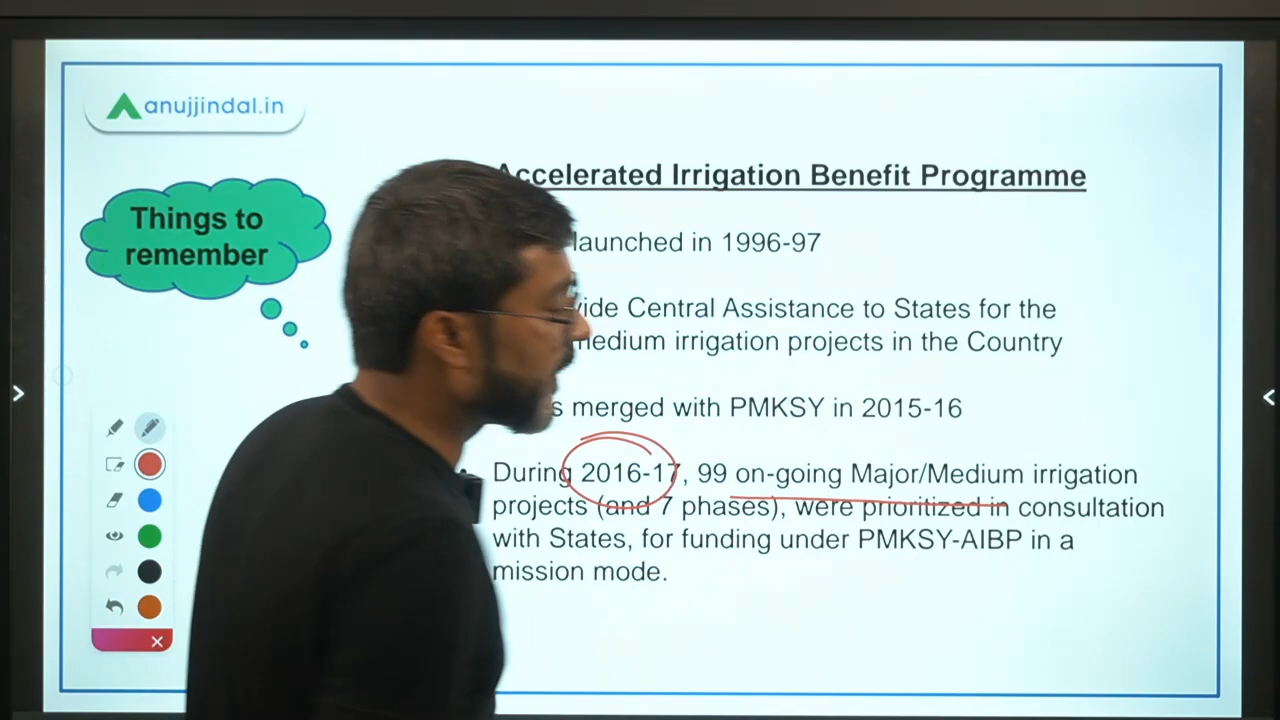 anujjindal.in
Things to
remember
Accelerated Irrigation Benefit Programme
launched in 1996-97
Central Assistance to States for the
medium irrigation projects in the Country
merged with PMKSY in 2015-16
During 2016-17, 99 on-going Major/Medium irrigation
projects (and 7 phases), were prioritized in consultation
with States, for funding under PMKSY-AIBP in a
mission mode.